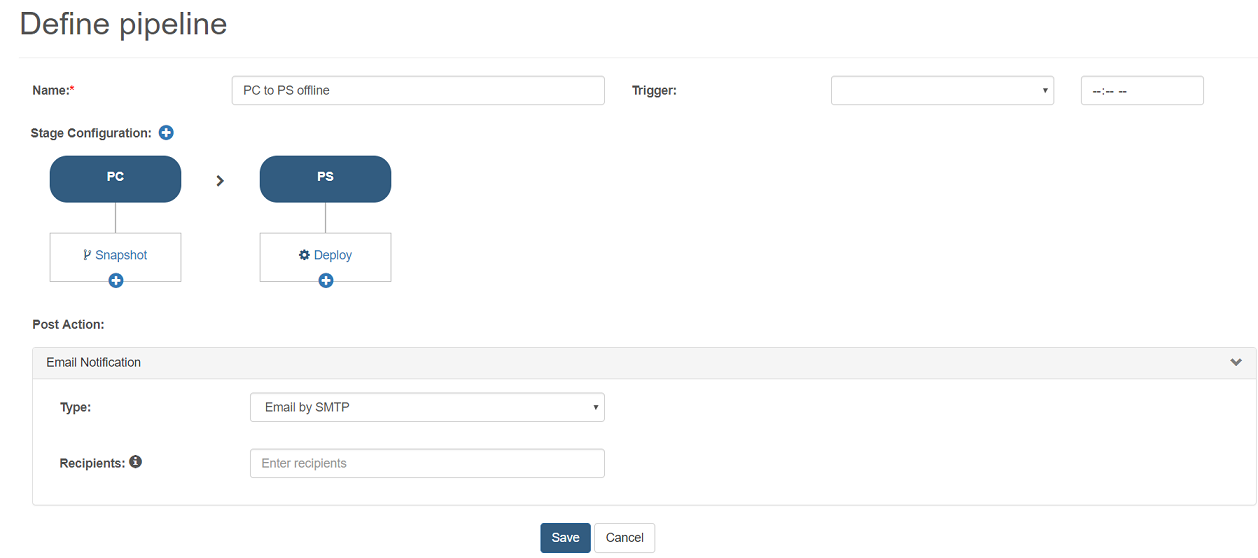 Define pipeline
Name:* PC to PS offline Trigger: --:-- --
Stage Configuration:
PC > PS
Snapshot Deploy
Post Action:
Email Notification
Type: Email by SMTP
Recipients: Enter recipients
Save Cancel